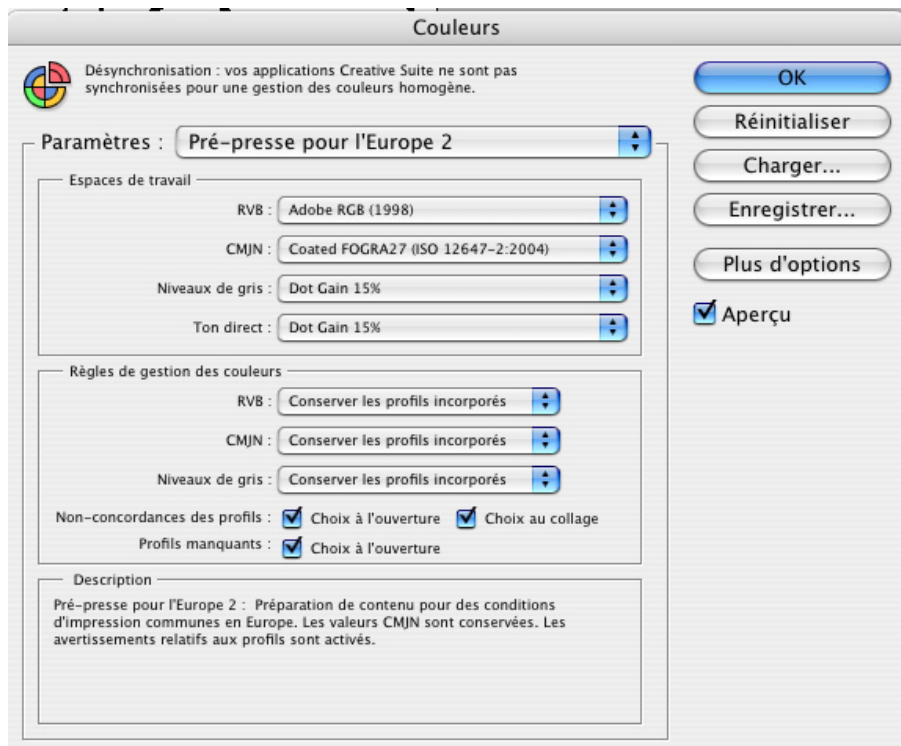 Couleurs
Désynchronisation : vos applications Creative Suite ne sont pas
synchronisées pour une gestion des couleurs homogène.
OK
Réinitialiser
Charger...
Enregistrer...
Plus d'options
Aperçu
Paramètres : Pré-presse pour l'Europe 2
Espaces de travail
RVB : Adobe RGB (1998)
CMJN : Coated FOGRA27 (ISO 12647-2:2004)
Niveaux de gris : Dot Gain 15%
Ton direct : Dot Gain 15%
Règles de gestion des couleurs
RVB : Conserver les profils incorporés
CMJN : Conserver les profils incorporés
Niveaux de gris : Conserver les profils incorporés
Non-concordances des profils : Choix à l'ouverture Choix au collage
Profils manquants : Choix à l'ouverture
Description
Pré-presse pour l'Europe 2 : Préparation de contenu pour des conditions
d'impression communes en Europe. Les valeurs CMJN sont conservées. Les
avertissements relatifs aux profils sont activés.